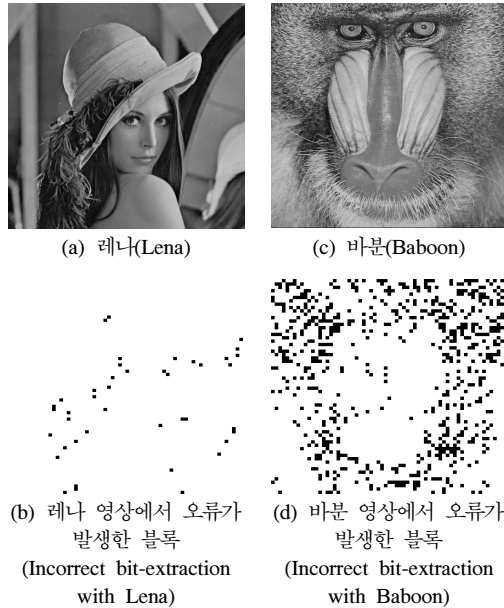 (a) 레나(Lena)
(c) 바분(Baboon)
(b) 레나 영상에서 오류가
발생한 블록
(Incorrect bit-extraction
with Lena)
(d) 바분 영상에서 오류가
발생한 블록
(Incorrect bit-extraction
with Baboon)